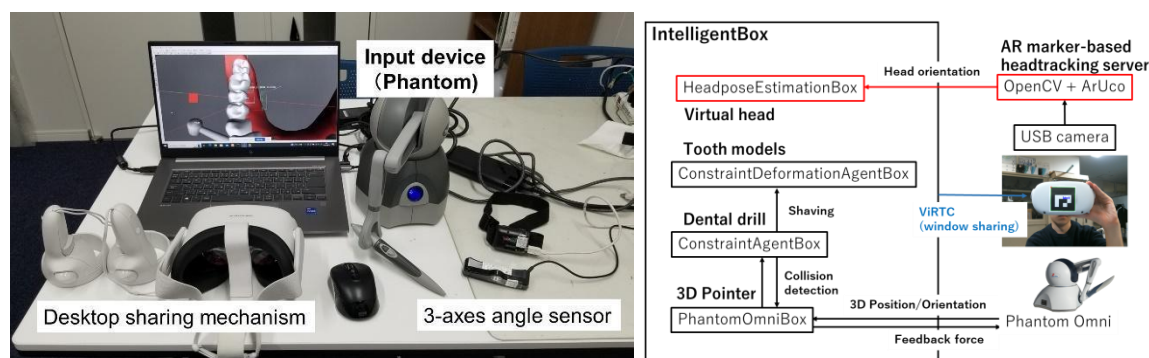 Input device
(Phantom)
Desktop sharing mechanism
3-axes angle sensor
IntelligentBox
AR marker-based
headtracking server
Head orientation
HeadposeEstimationBox
OpenCV + ArUco
Virtual head
USB camera
Tooth models
ConstraintDeformationAgentBox
Shaving
ViRTC
(window sharing)
Dental drill
ConstraintAgentBox
Collision
detection
3D Pointer
3D Position/Orientation
PhantomOmniBox
Phantom Omni
Feedback force